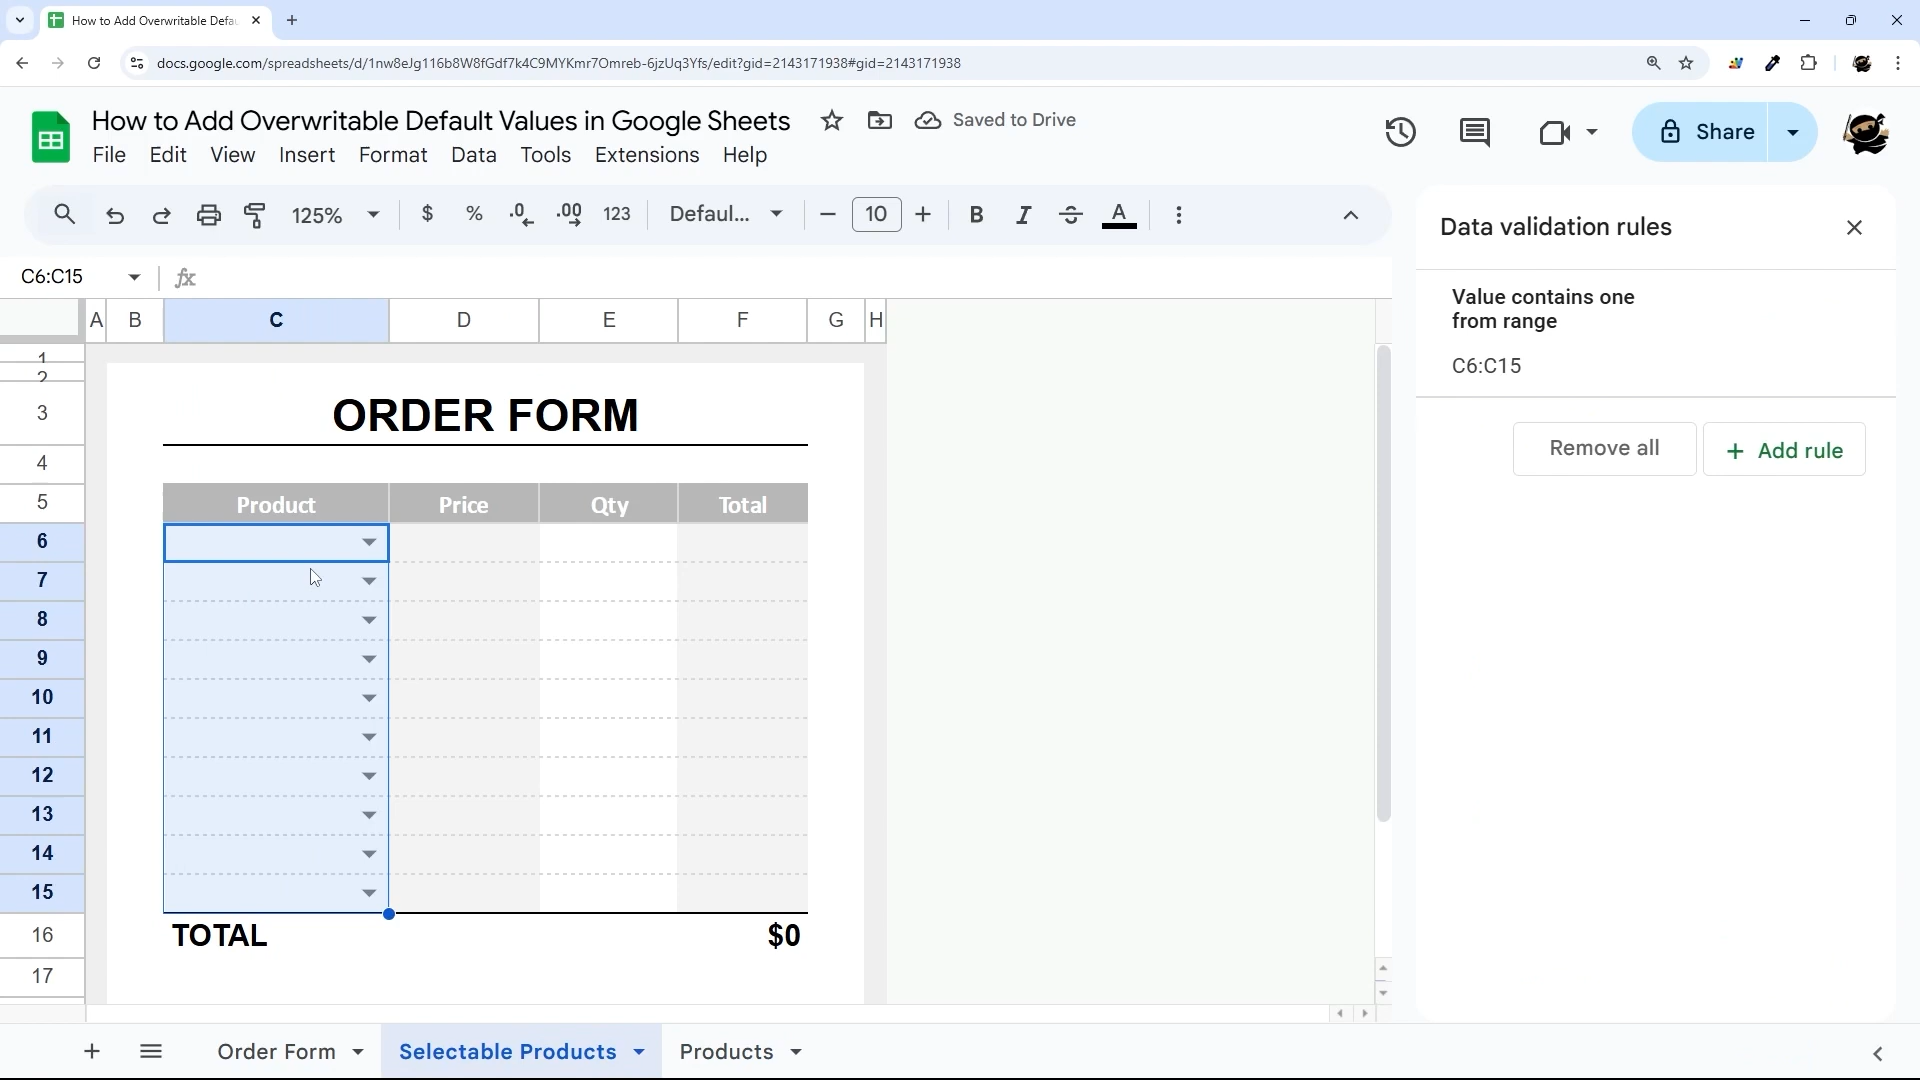 How to Add Overwritable Defau
docs.google.com/spreadsheets/d/1nw8eJg116b8W8fGdf7k4C9MYKmr7Omreb-6jzUq3Yfs/edit?gid=2143171938#gid=2143171938
How to Add Overwritable Default Values in Google Sheets
Saved to Drive
File Edit View Insert Format Data Tools Extensions Help
Share
125% $ % .0 .00 123 Defaul... − 10 + B I S A
C6:C15 fx
A B C D E F G H
1
2
3 ORDER FORM
4
5 Product Price Qty Total
6
7
8
9
10
11
12
13
14
15
16 TOTAL $0
17
Data validation rules
Value contains one
from range
C6:C15
Remove all + Add rule
+ Order Form Selectable Products Products